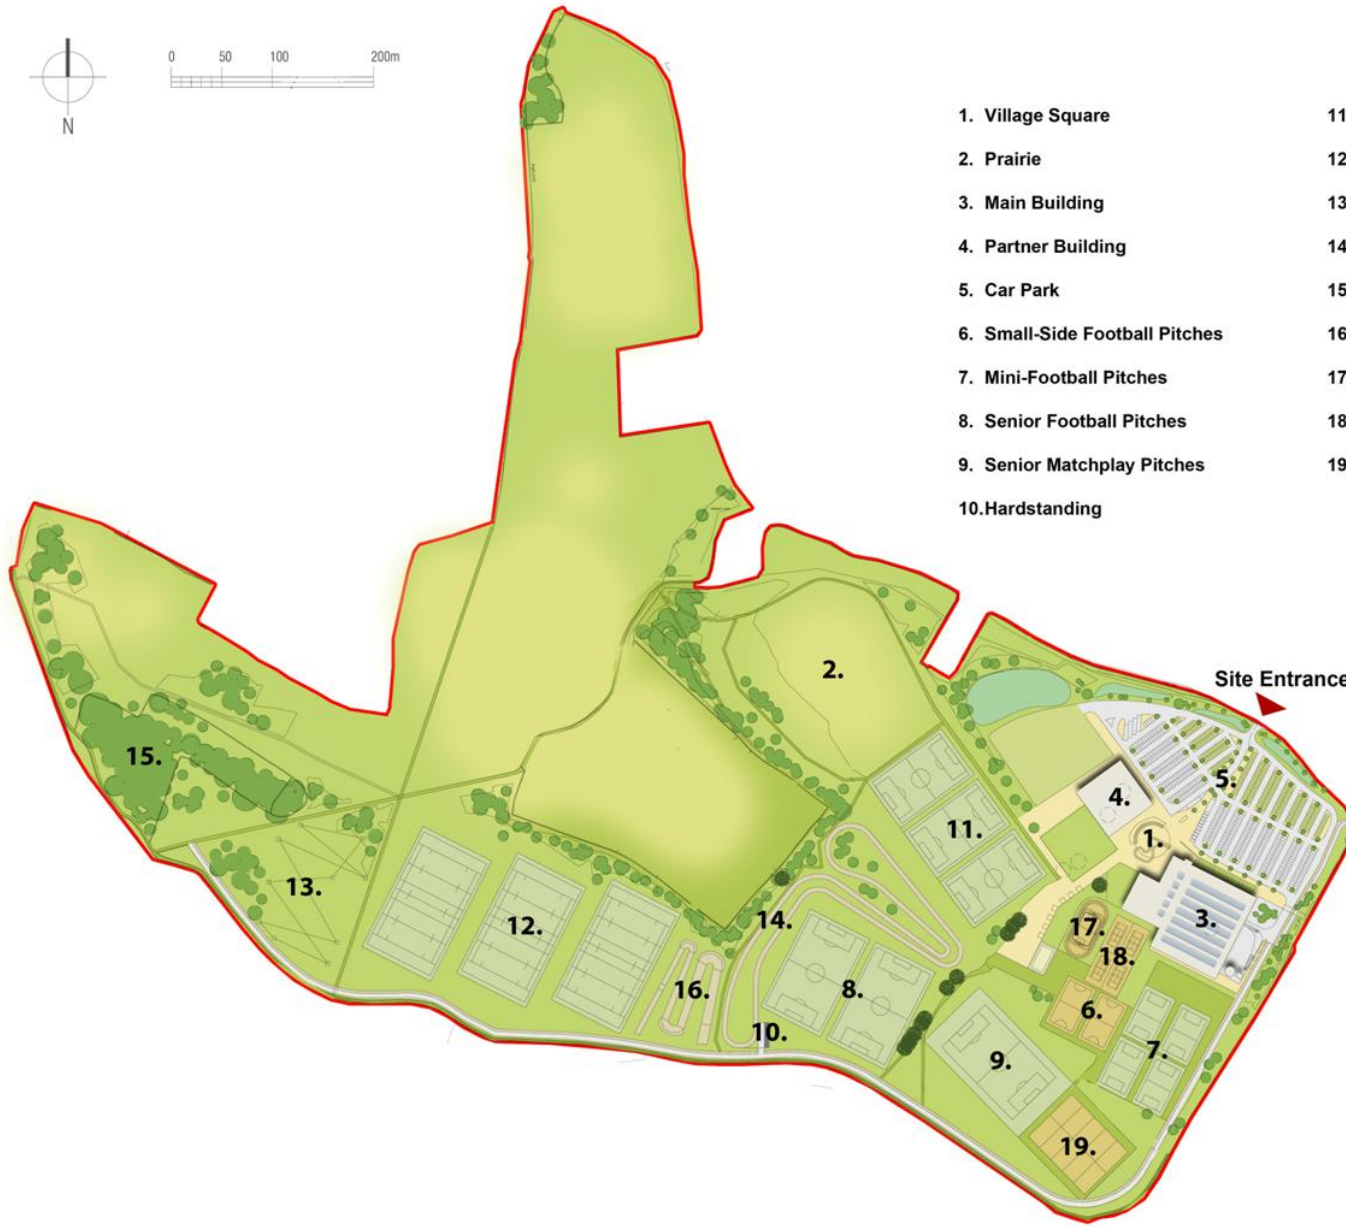 0 50 100 200m
N
1. Village Square 11
2. Prairie 12
3. Main Building 13
4. Partner Building 14
5. Car Park 15
6. Small-Side Football Pitches 16
7. Mini-Football Pitches 17
8. Senior Football Pitches 18
9. Senior Matchplay Pitches 19
10.Hardstanding
Site Entrance
2.
15.
5.
4.
11.
1.
13.
12.
14.
17.
3.
18.
16.
8.
6.
10.
7.
9.
19.